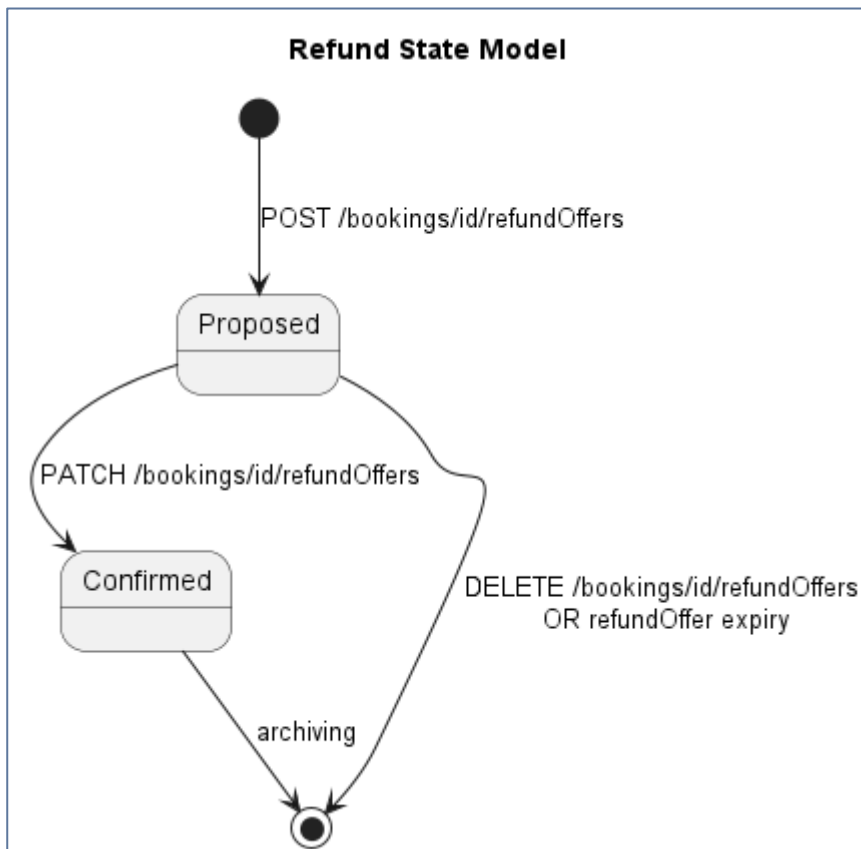 Refund State Model
POST /bookings/id/refundOffers
Proposed
PATCH /bookings/id/refundOffers
Confirmed
DELETE /bookings/id/refundOffers
OR refundOffer expiry
archiving